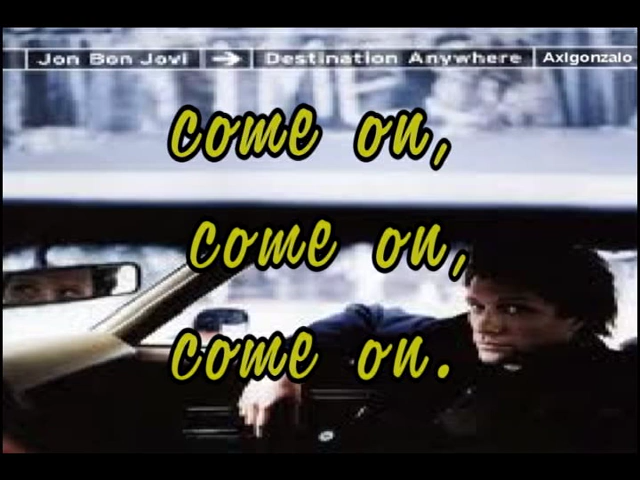 Jon Bon Jovi → Destination Anywhere Axlgonzalo
come on,
come on,
come on.